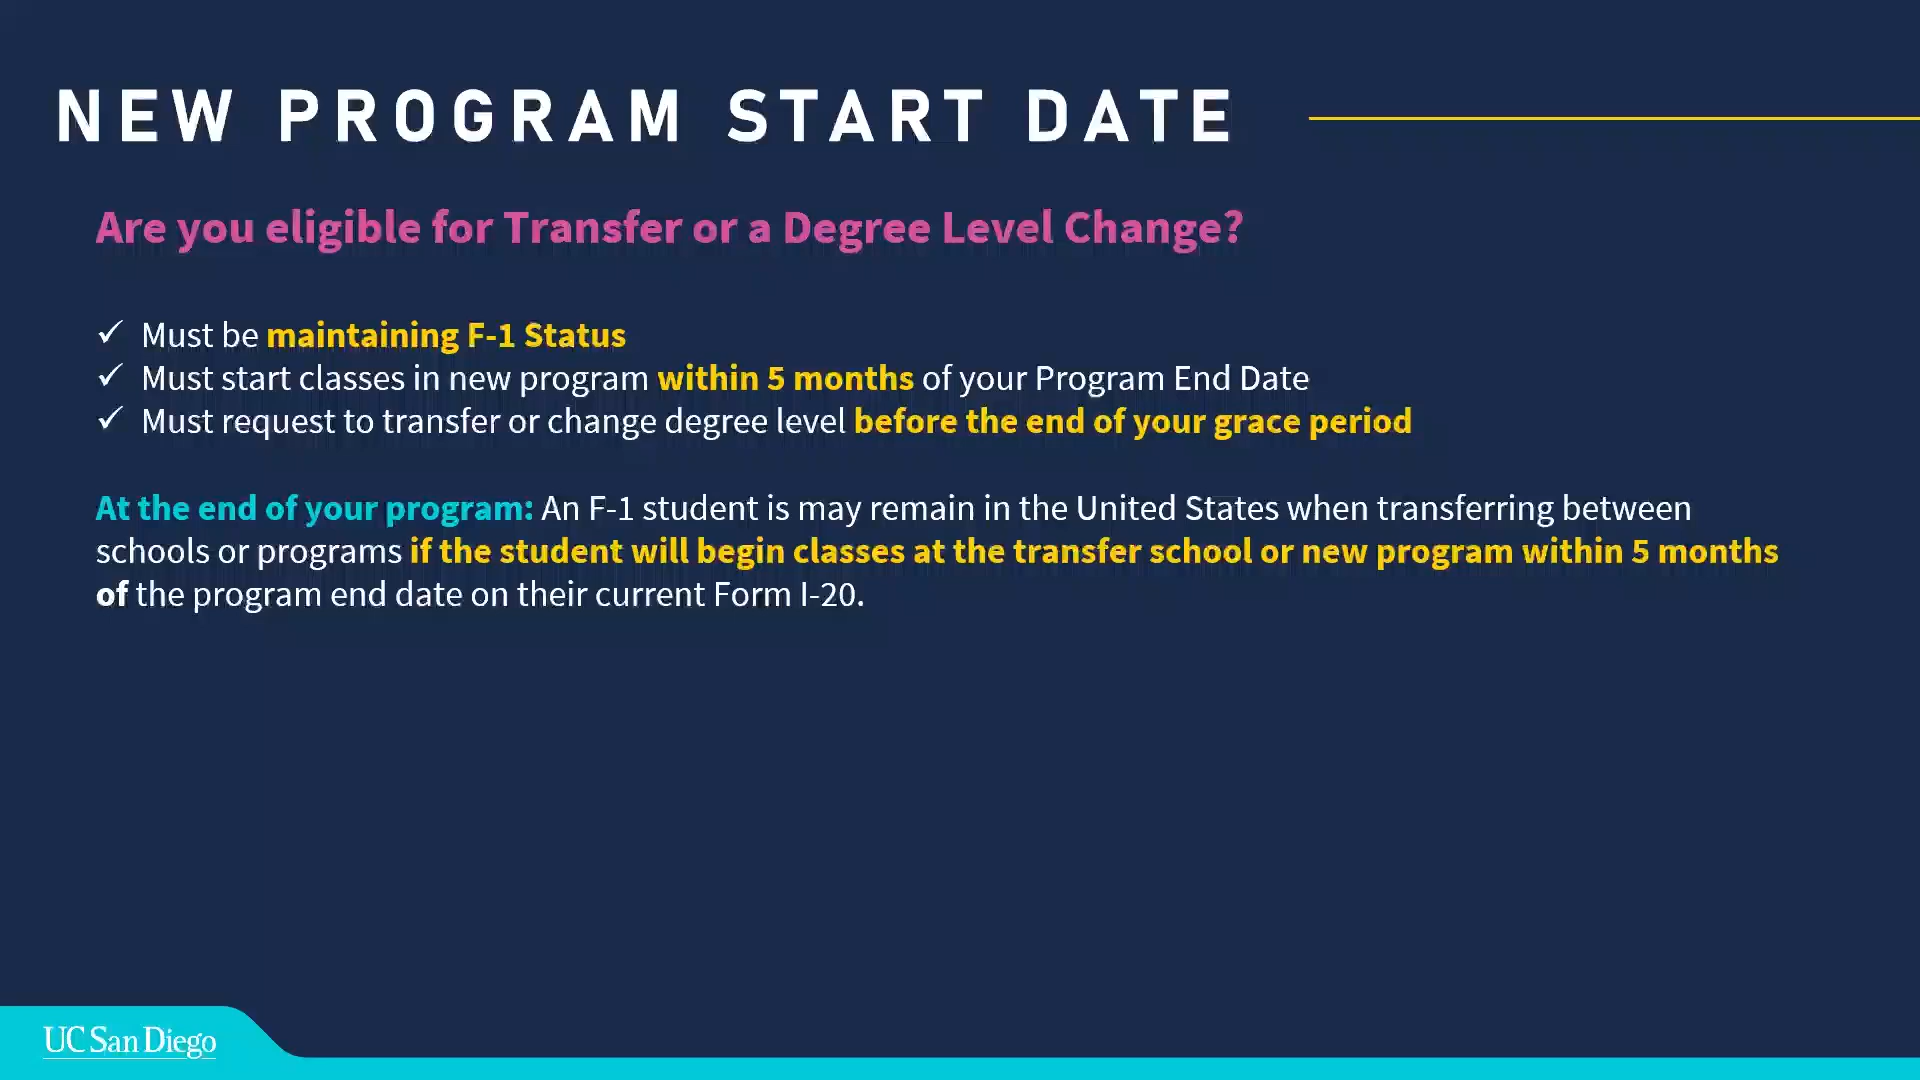 NEW PROGRAM START DATE
Are you eligible for Transfer or a Degree Level Change?
✓ Must be maintaining F-1 Status
✓ Must start classes in new program within 5 months of your Program End Date
✓ Must request to transfer or change degree level before the end of your grace period
At the end of your program: An F-1 student is may remain in the United States when transferring between
schools or programs if the student will begin classes at the transfer school or new program within 5 months
of the program end date on their current Form I-20.
UC San Diego